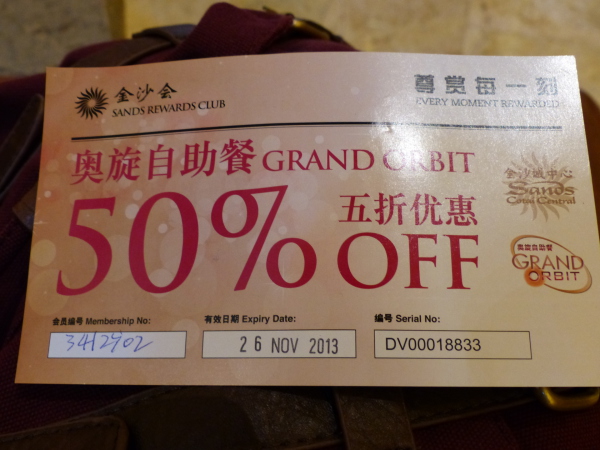 金沙会
SANDS REWARDS CLUB
尊赏每一刻
EVERY MOMENT REWARDED
奥旋自助餐 GRAND ORBIT
50% OFF
五折优惠
金沙城中心
Sands
Cotai Central
奥旋自助餐
GRAND
ORBIT
会员编号 Membership No:
3412902
有效日期 Expiry Date:
26 NOV 2013
编号 Serial No:
DV00018833